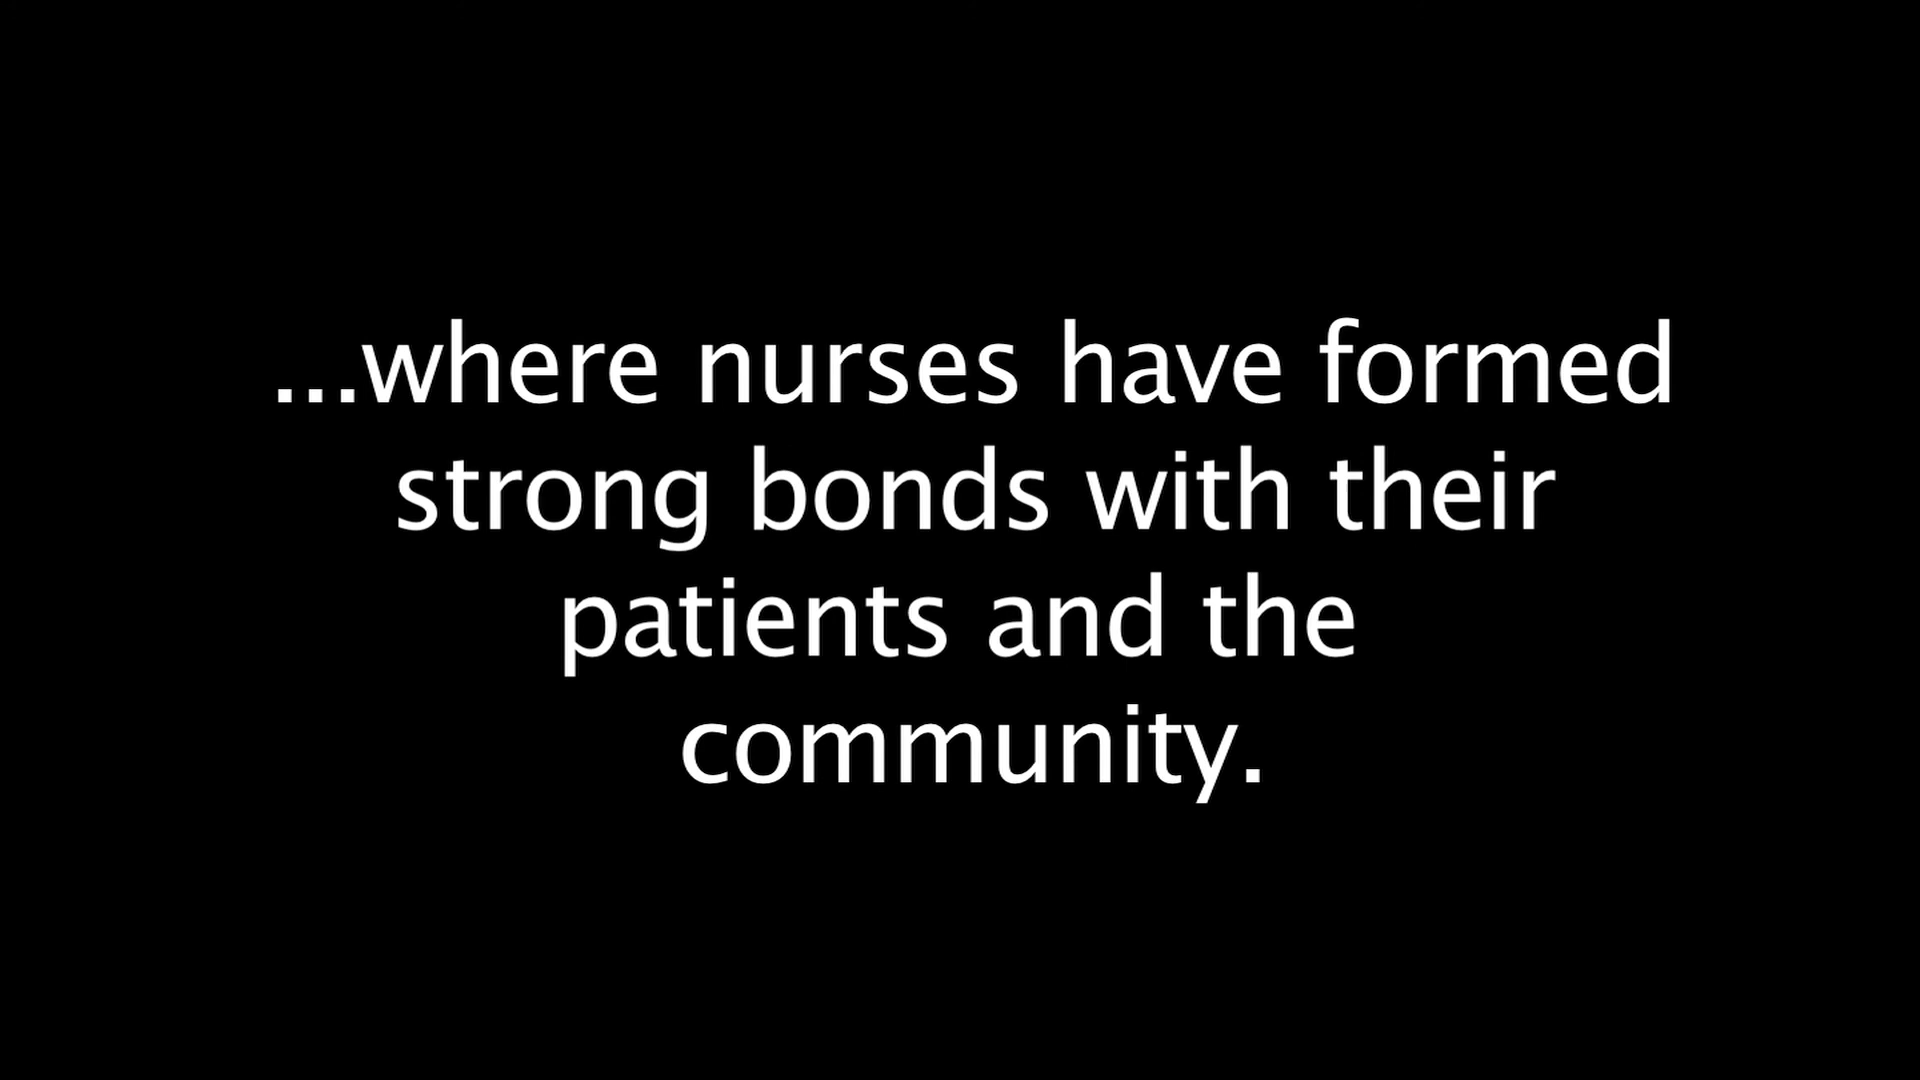 ...where nurses have formed
strong bonds with their
patients and the
community.